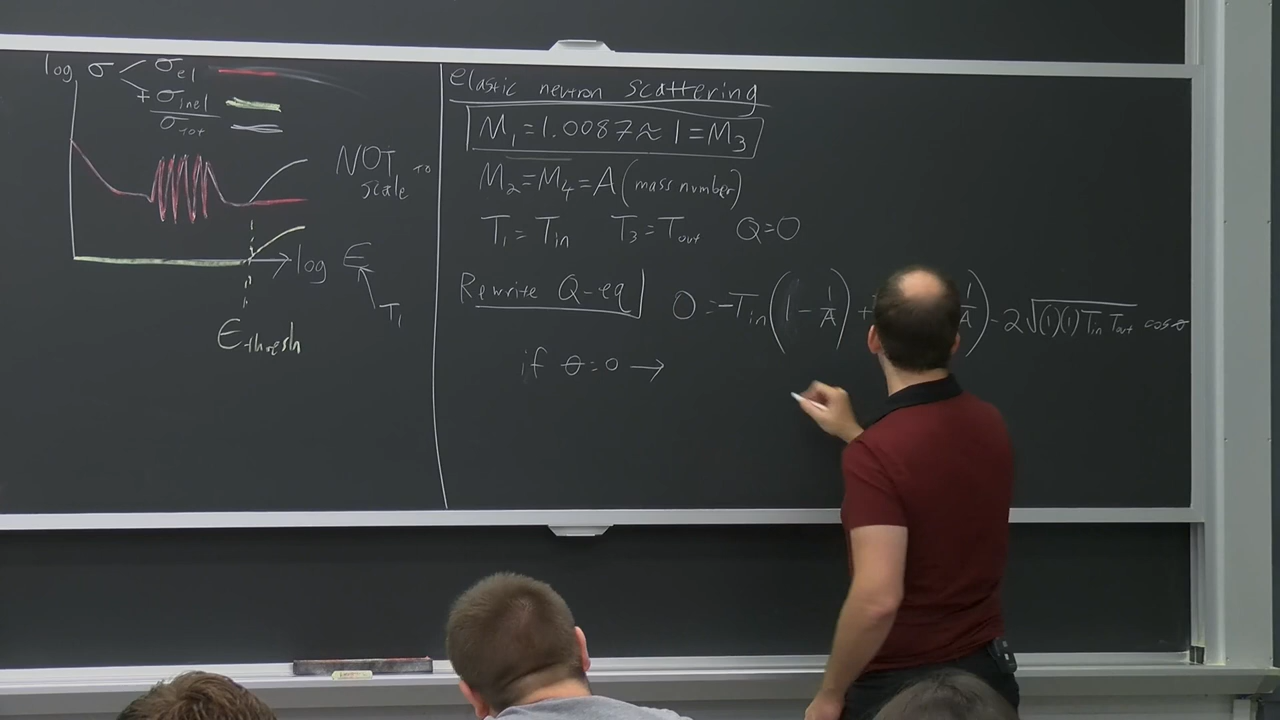 log σ < σel
+ σinel
σTOT
NOT to
scale
log E
T1
Ethresh
elastic neutron scattering
M1 = 1.0087 ≈ 1 = M3
M2 = M4 = A (mass number)
T1 = Tin T3 = Tout Q = 0
Rewrite Q-eq 0 = -Tin(1 - 1/A) + 1/A) - 2√(1)(1)TinTout cosθ
if θ = 0 →